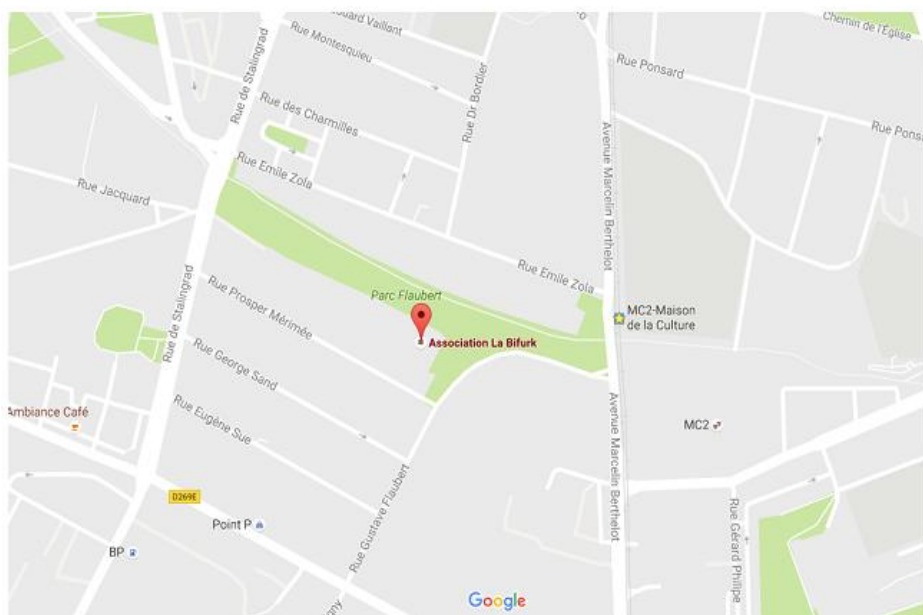 ouard Vaillant
Chemin de l'Église
Rue Montesquieu
Rue de Stalingrad
Rue Dr Bordier
Rue Ponsard
Rue des Charmilles
Rue Pons
Avenue Marcelin Berthelot
Rue Emile Zola
Rue Jacquard
Rue Emile Zola
Rue Prosper Mérimée
Parc Flaubert
MC2-Maison
de la Culture
Association La Bifurk
Rue de Stalingrad
Rue George Sand
Ambiance Café
Rue Eugène Sue
Avenue Marcelin Berthelot
MC2
D269E
Point P
Rue Gustave Flaubert
Rue Gérard Philipe
BP
Google